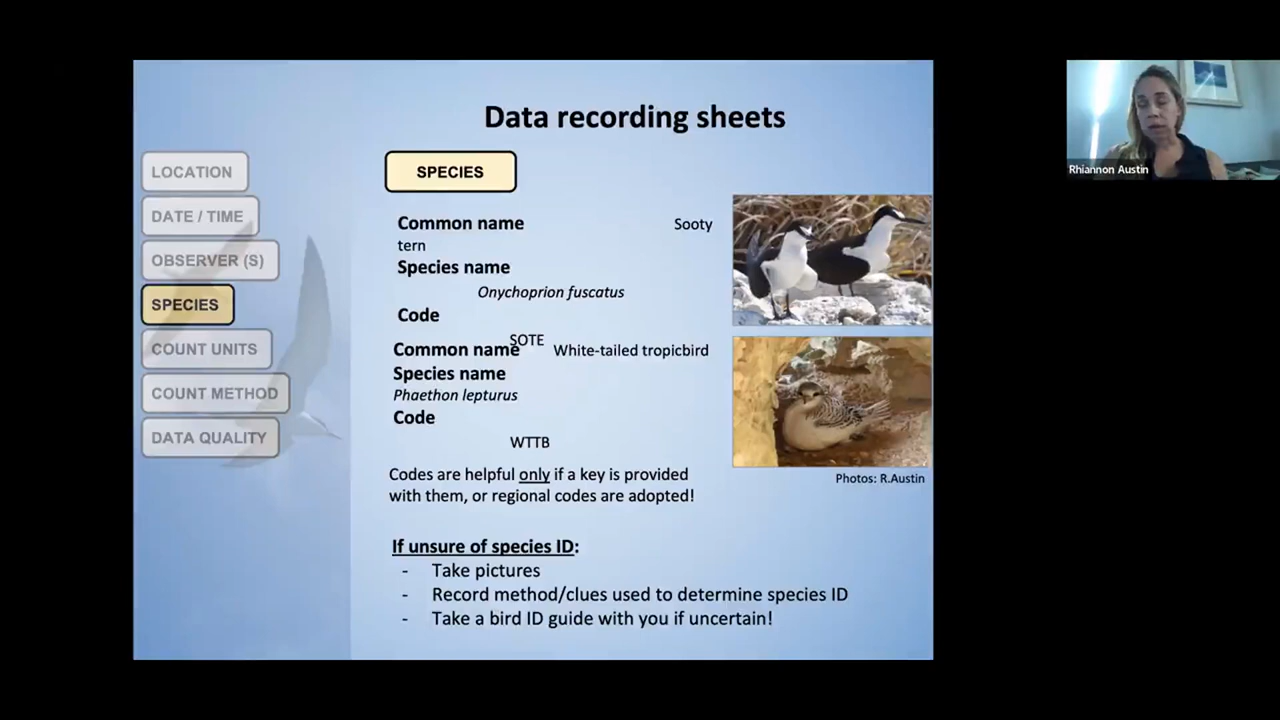 Data recording sheets
LOCATION
DATE / TIME
OBSERVER (S)
SPECIES
COUNT UNITS
COUNT METHOD
DATA QUALITY
SPECIES
Common name Sooty
tern
Species name
Onychoprion fuscatus
Code
SOTE
Common name White-tailed tropicbird
Species name
Phaethon lepturus
Code
WTTB
Codes are helpful only if a key is provided
with them, or regional codes are adopted!
If unsure of species ID:
- Take pictures
- Record method/clues used to determine species ID
- Take a bird ID guide with you if uncertain!
Photos: R.Austin
Rhiannon Austin